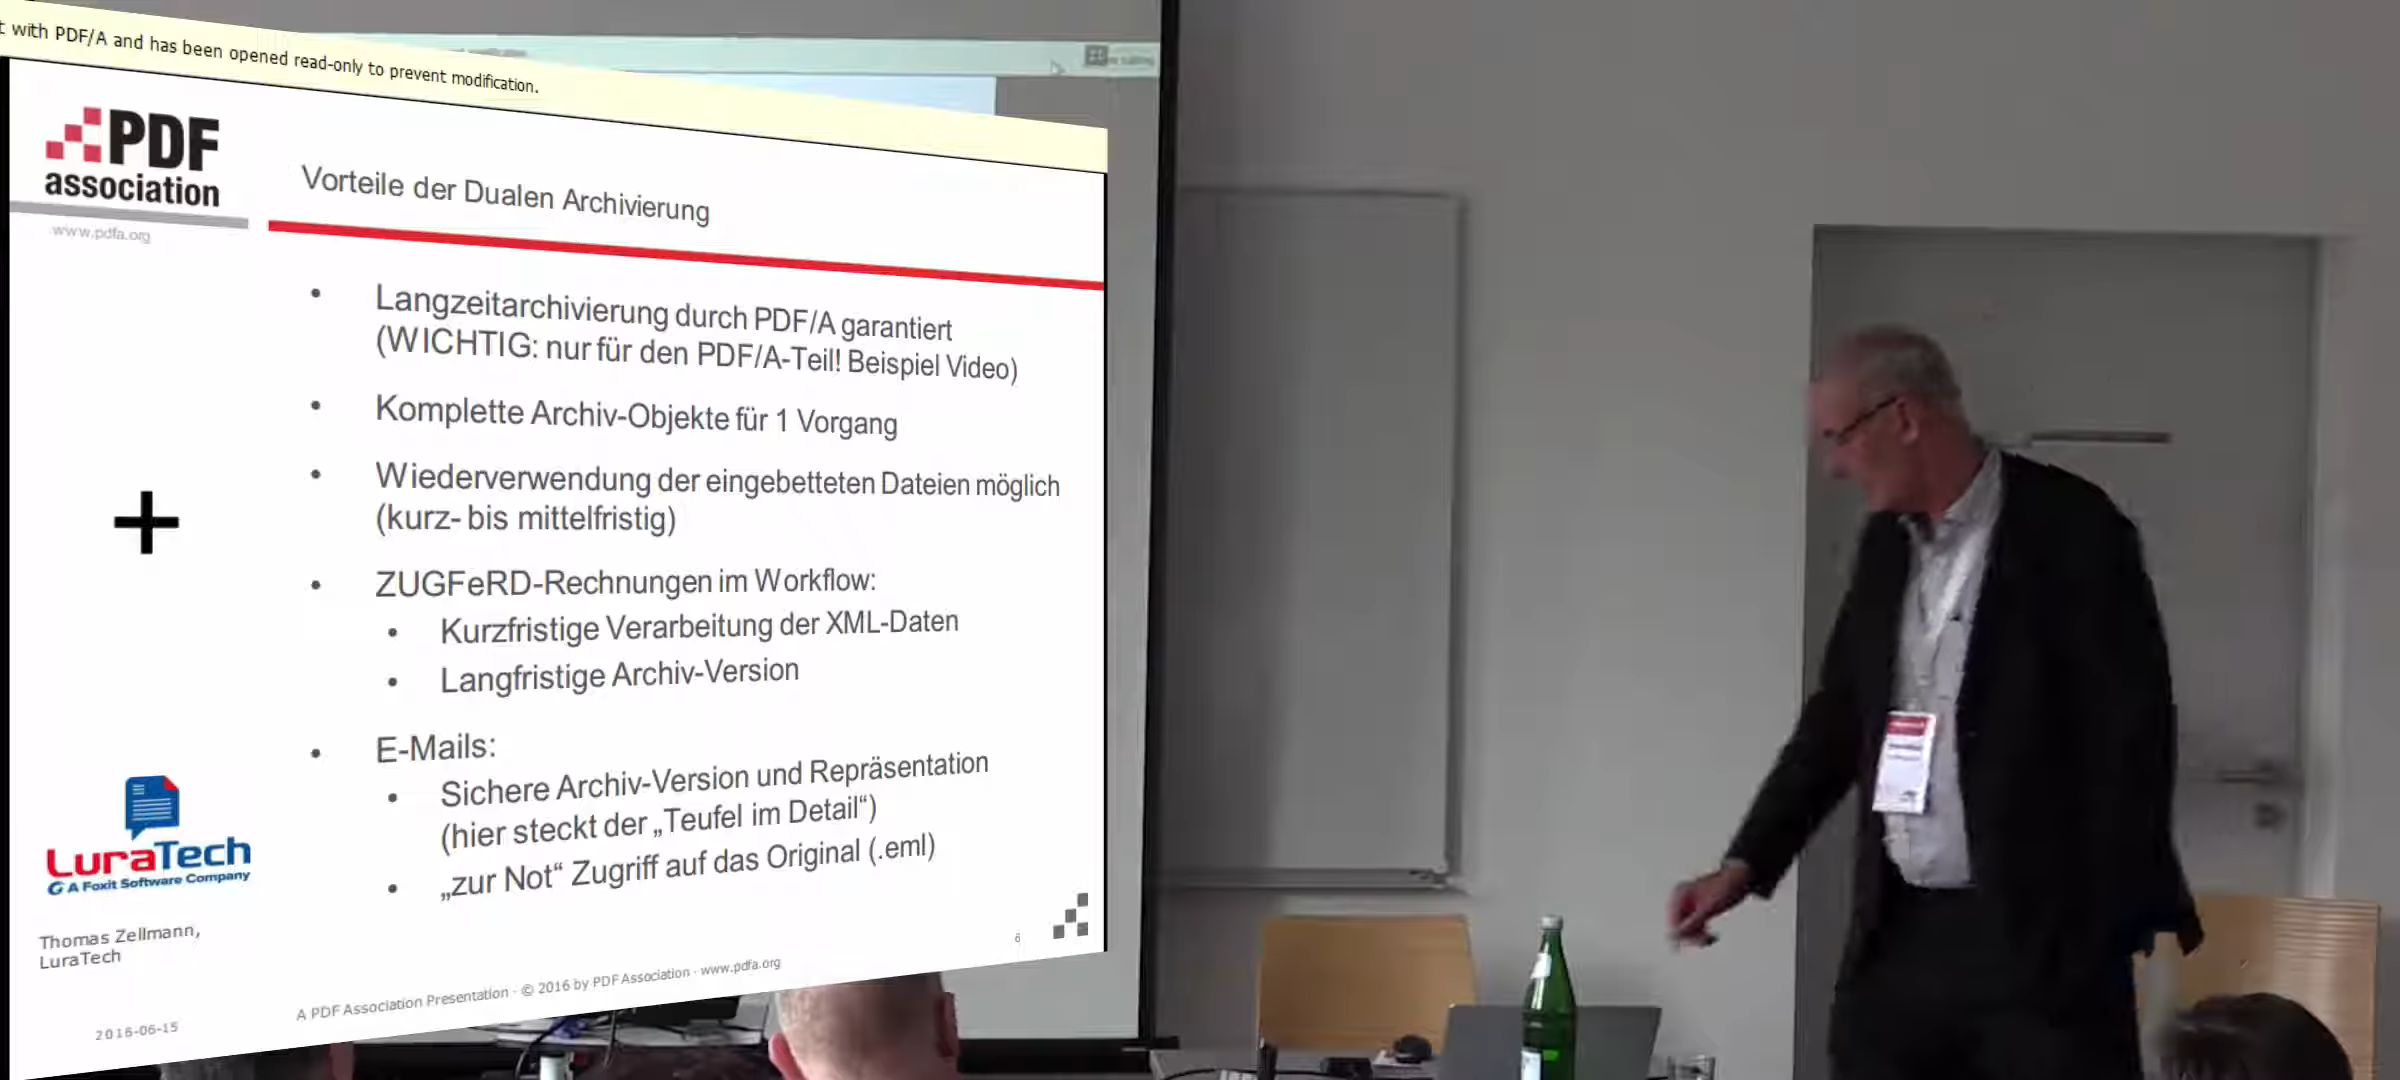 with PDF/A and has been opened read-only to prevent modification.
PDF
association
www.pdfa.org
Vorteile der Dualen Archivierung
• Langzeitarchivierung durch PDF/A garantiert
(WICHTIG: nur für den PDF/A-Teil! Beispiel Video)
• Komplette Archiv-Objekte für 1 Vorgang
• Wiederverwendung der eingebetteten Dateien möglich
(kurz- bis mittelfristig)
+
• ZUGFeRD-Rechnungen im Workflow:
• Kurzfristige Verarbeitung der XML-Daten
• Langfristige Archiv-Version
• E-Mails:
• Sichere Archiv-Version und Repräsentation
(hier steckt der „Teufel im Detail“)
• „zur Not“ Zugriff auf das Original (.eml)
LuraTech
A Foxit Software Company
Thomas Zellmann,
LuraTech
6
A PDF Association Presentation · © 2016 by PDF Association · www.pdfa.org
2016-06-15